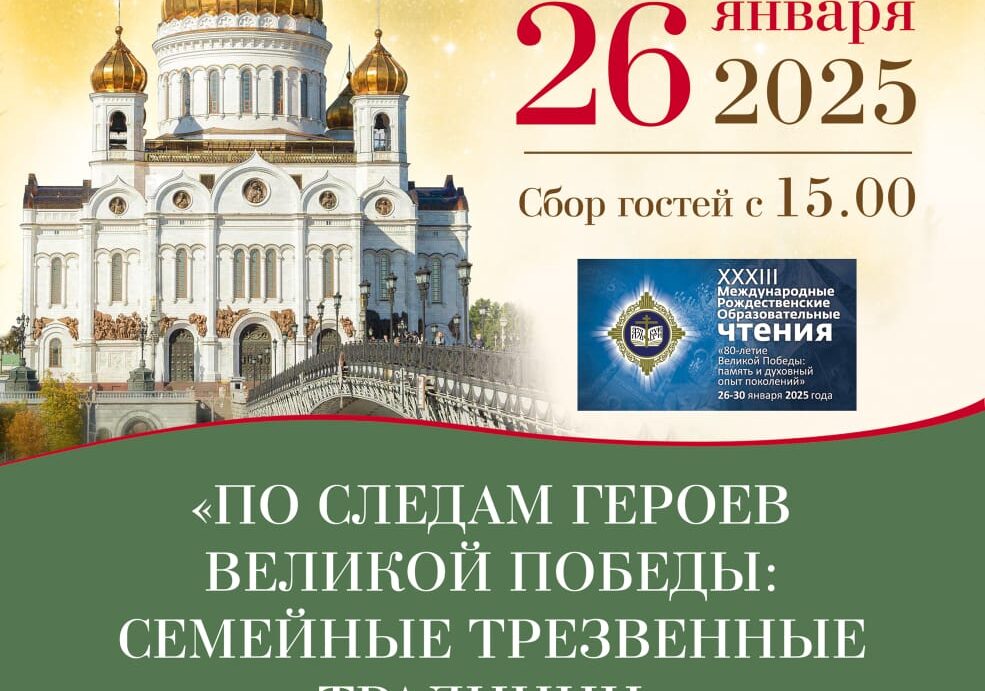 26 января
2025
Сбор гостей с 15.00
XXXIII
Международные
Рождественские
Образовательные
чтения
«80-летие
Великой Победы:
память и духовный
опыт поколений»
26-30 января 2025 года
«ПО СЛЕДАМ ГЕРОЕВ
ВЕЛИКОЙ ПОБЕДЫ:
СЕМЕЙНЫЕ ТРЕЗВЕННЫЕ